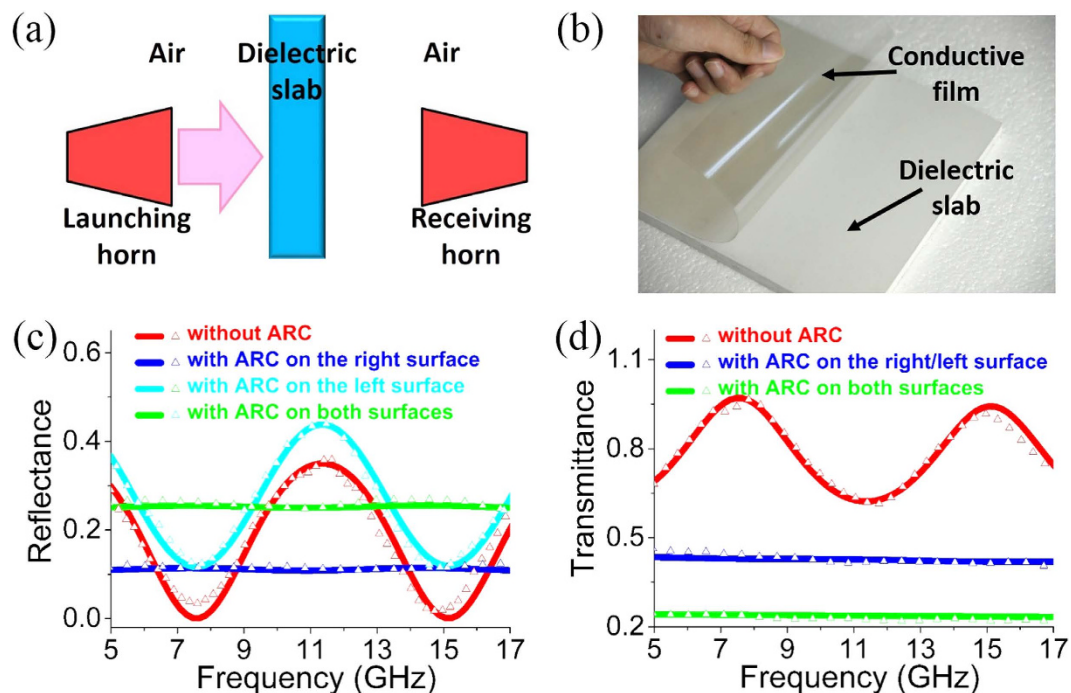 (a)
Air
Dielectric
slab
Air
Launching
horn
Receiving
horn
(b)
Conductive
film
Dielectric
slab
(c)
without ARC
with ARC on the right surface
with ARC on the left surface
with ARC on both surfaces
Reflectance
0.6
0.4
0.2
0.0
5 7 9 11 13 15 17
Frequency (GHz)
(d)
without ARC
with ARC on the right/left surface
with ARC on both surfaces
Transmittance
1.1
0.8
0.5
0.2
5 7 9 11 13 15 17
Frequency (GHz)